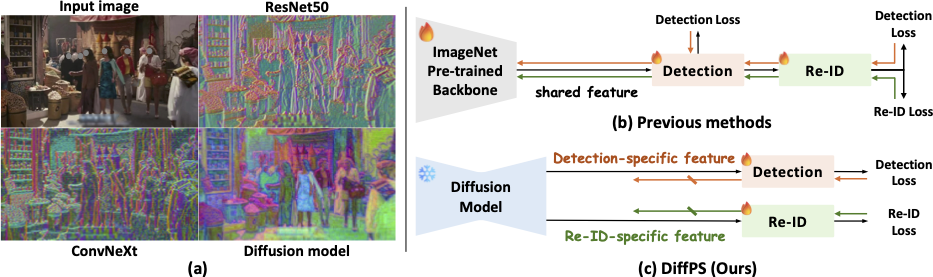 Input image
ResNet50
ConvNeXt
Diffusion model
(a)
ImageNet
Pre-trained
Backbone
shared feature
Detection Loss
Detection
Re-ID
Detection
Loss
Re-ID Loss
(b) Previous methods
Diffusion
Model
Detection-specific feature
Detection
Detection
Loss
Re-ID-specific feature
Re-ID
Re-ID
Loss
(c) DiffPS (Ours)